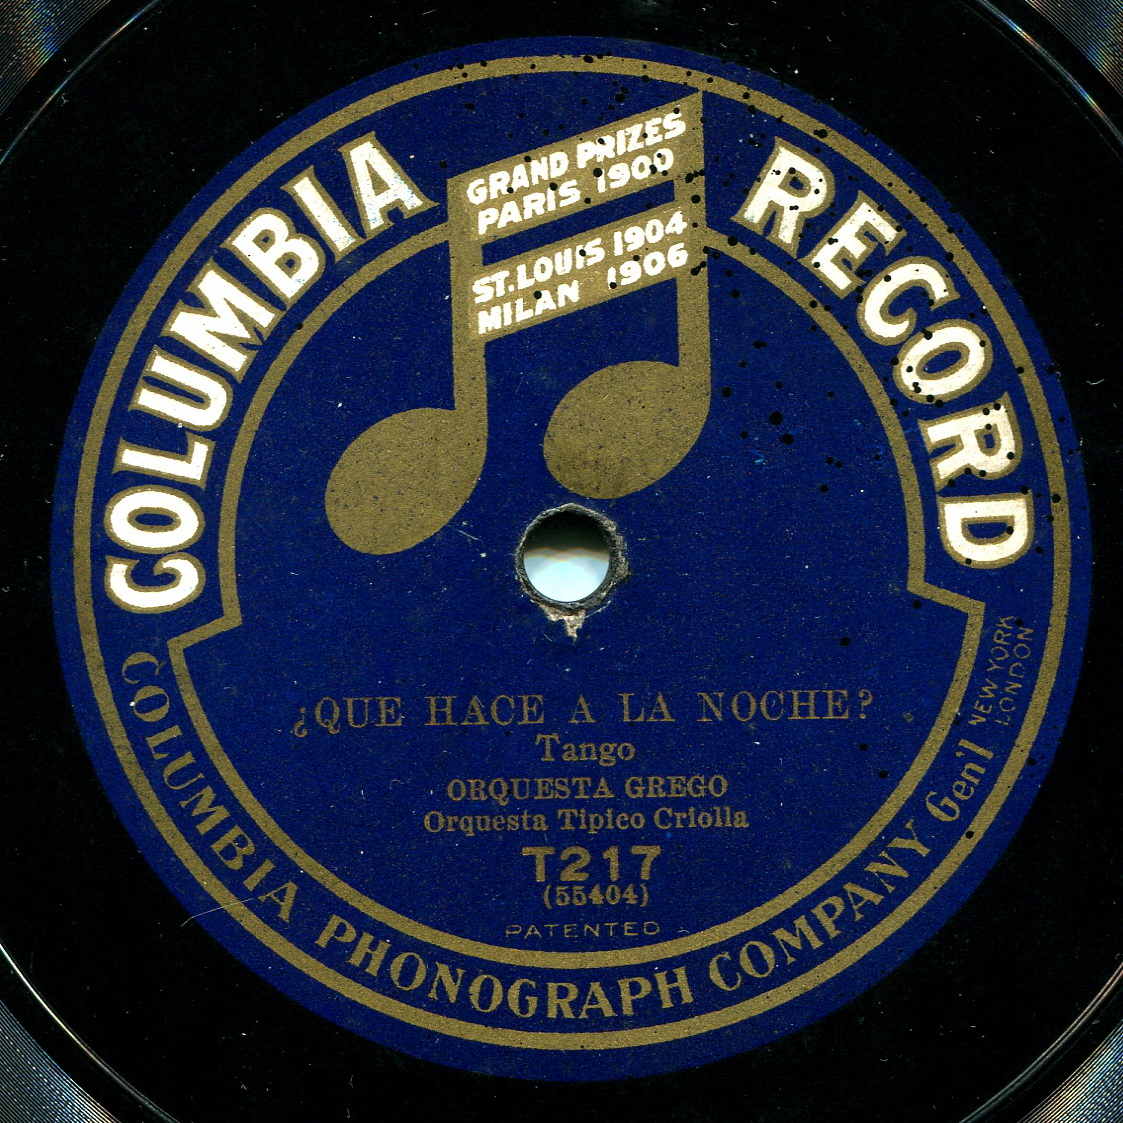 COLUMBIA RECORD
GRAND PRIZES
PARIS 1900
ST. LOUIS 1904
MILAN 1906
¿QUE HACE A LA NOCHE?
Tango
ORQUESTA GREGO
Orquesta Tipico Criolla
T217
(55404)
PATENTED
COLUMBIA PHONOGRAPH COMPANY Gen'l
NEW YORK
LONDON